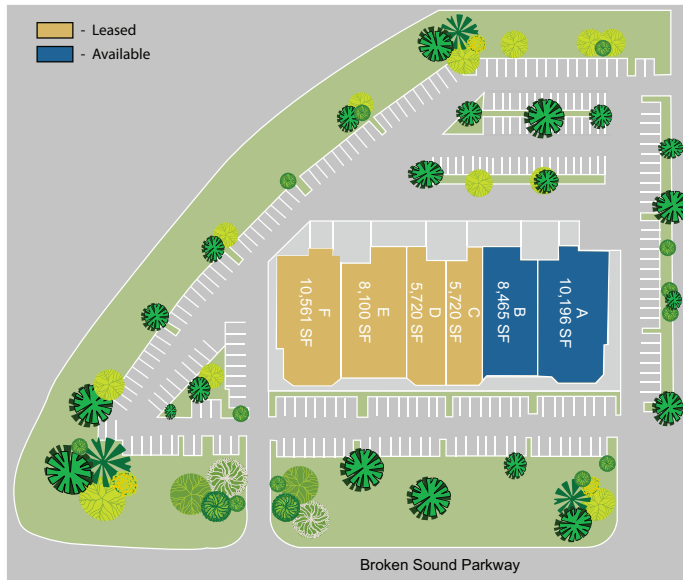 - Leased
- Available
F
10,561 SF
E
8,100 SF
D
5,720 SF
C
5,720 SF
B
8,465 SF
A
10,196 SF
Broken Sound Parkway